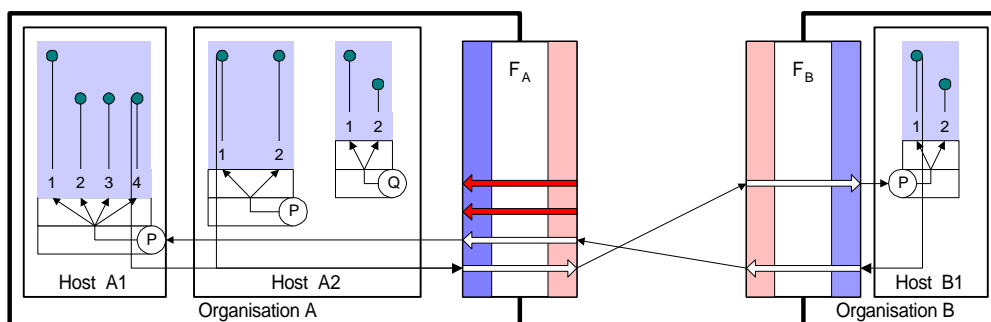 F_A
F_B
1 2
1 2
1 2
1 2 3 4
Q
P
P
P
Host A1
Host A2
Host B1
Organisation A
Organisation B